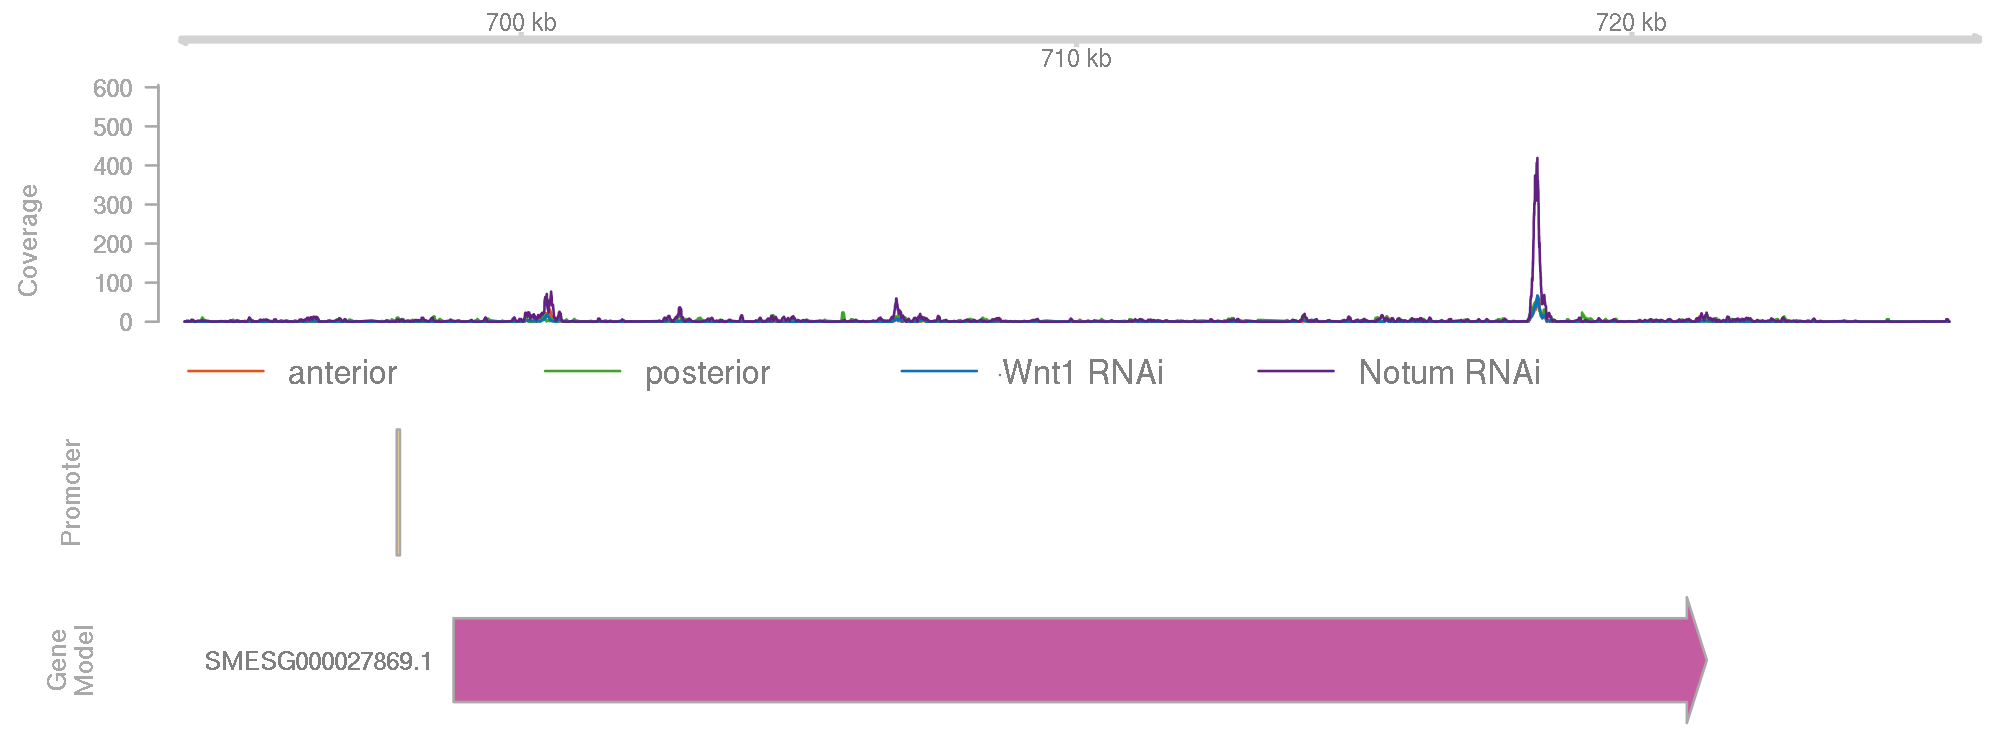 700 kb
720 kb
710 kb
600
500
400
300
200
100
0
Coverage
anterior
posterior
Wnt1 RNAi
Notum RNAi
Promoter
Gene
Model
SMESG000027869.1